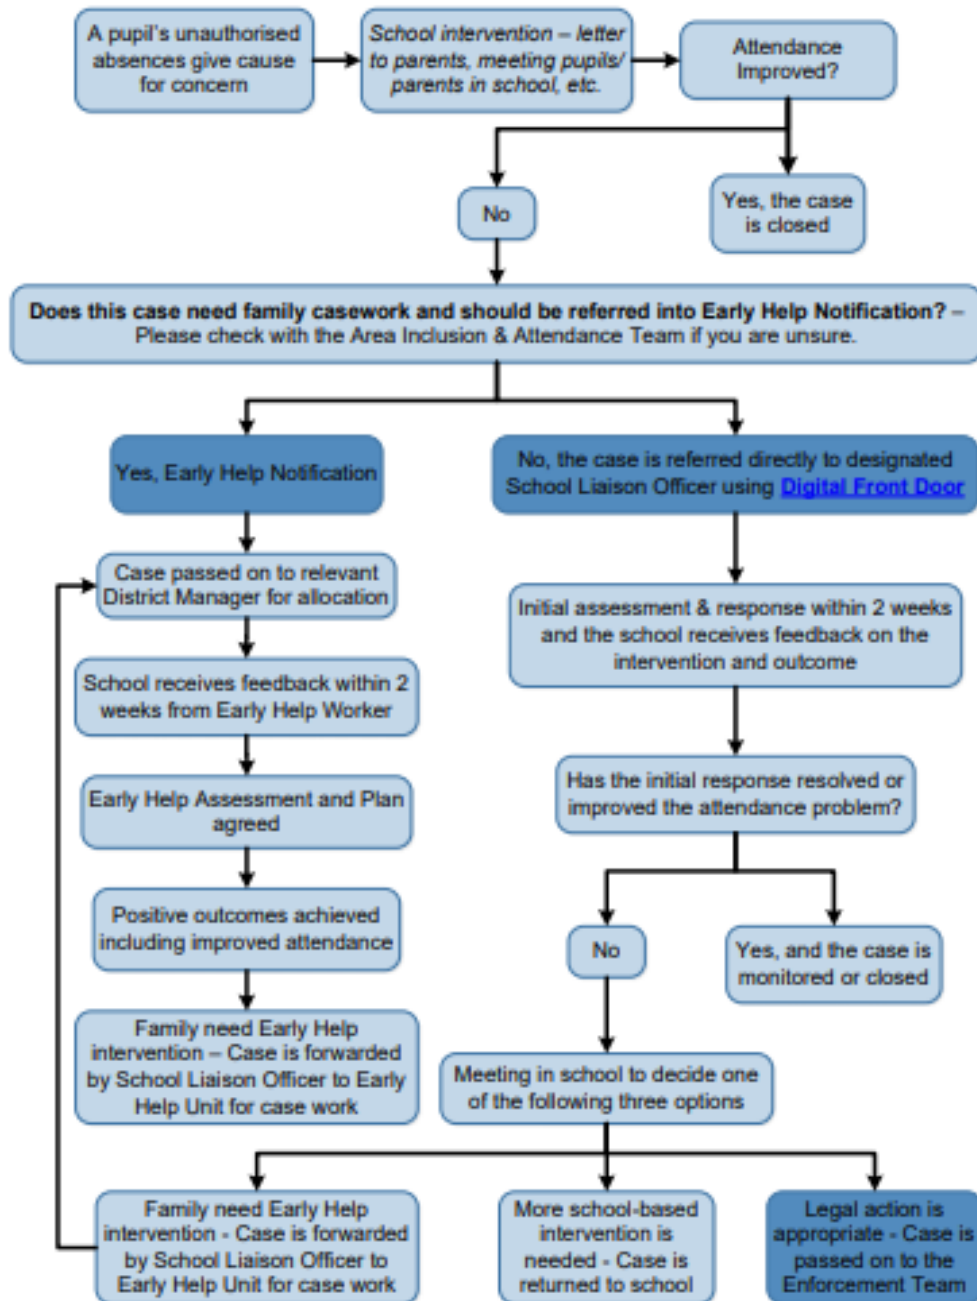 A pupil's unauthorised
absences give cause
for concern
School intervention – letter
to parents, meeting pupils/
parents in school, etc.
Attendance
Improved?
No
Yes, the case
is closed
Does this case need family casework and should be referred into Early Help Notification? –
Please check with the Area Inclusion & Attendance Team if you are unsure.
Yes, Early Help Notification
No, the case is referred directly to designated
School Liaison Officer using Digital Front Door
Case passed on to relevant
District Manager for allocation
Initial assessment & response within 2 weeks
and the school receives feedback on the
intervention and outcome
School receives feedback within 2
weeks from Early Help Worker
Has the initial response resolved or
improved the attendance problem?
Early Help Assessment and Plan
agreed
Positive outcomes achieved
including improved attendance
No
Yes, and the case is
monitored or closed
Family need Early Help
intervention – Case is forwarded
by School Liaison Officer to Early
Help Unit for case work
Meeting in school to decide one
of the following three options
Family need Early Help
intervention - Case is forwarded
by School Liaison Officer to
Early Help Unit for case work
More school-based
intervention is
needed - Case is
returned to school
Legal action is
appropriate - Case is
passed on to the
Enforcement Team